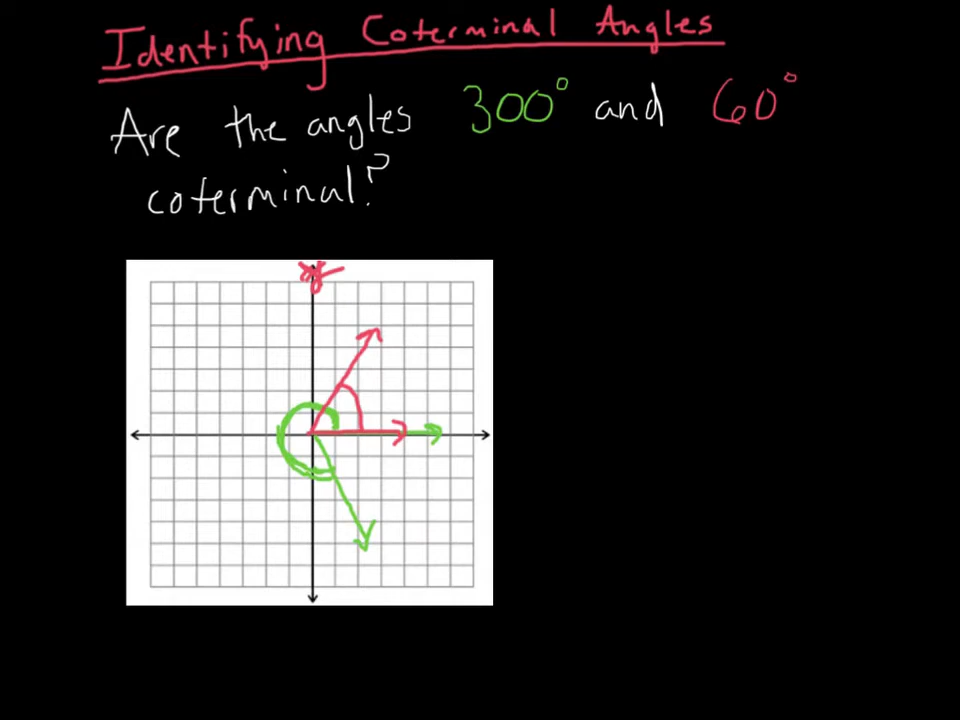 Identifying Coterminal Angles
Are the angles 300° and 60°
coterminal?